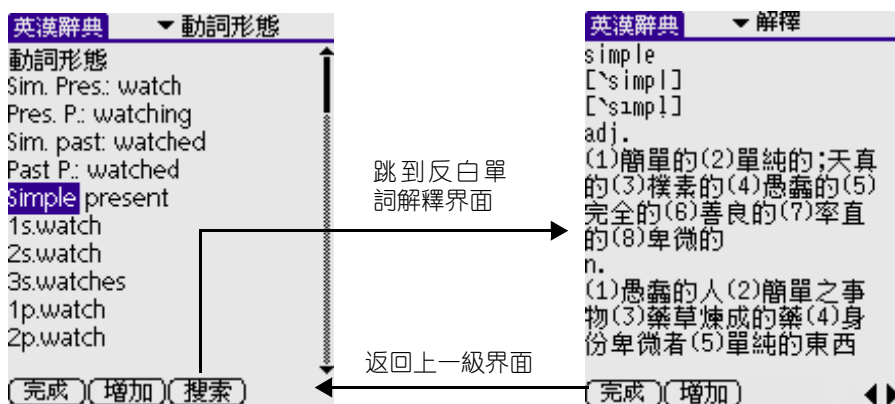 英漢辭典 動詞形態
動詞形態
Sim. Pres.: watch
Pres. P.: watching
Sim. past: watched
Past P.: watched
Simple present
1s.watch
2s.watch
3s.watches
1p.watch
2p.watch
完成 增加 搜索
跳到反白單
詞解釋界面
返回上一級界面
英漢辭典 解釋
simple
[ˋsimpl]
[ˋsɪmpl̩]
adj.
(1)簡單的(2)單純的;天真
的(3)樸素的(4)愚蠢的(5)
完全的(6)善良的(7)率直
的(8)卑微的
n.
(1)愚蠢的人(2)簡單之事
物(3)藥草煉成的藥(4)身
份卑微者(5)單純的東西
完成 增加